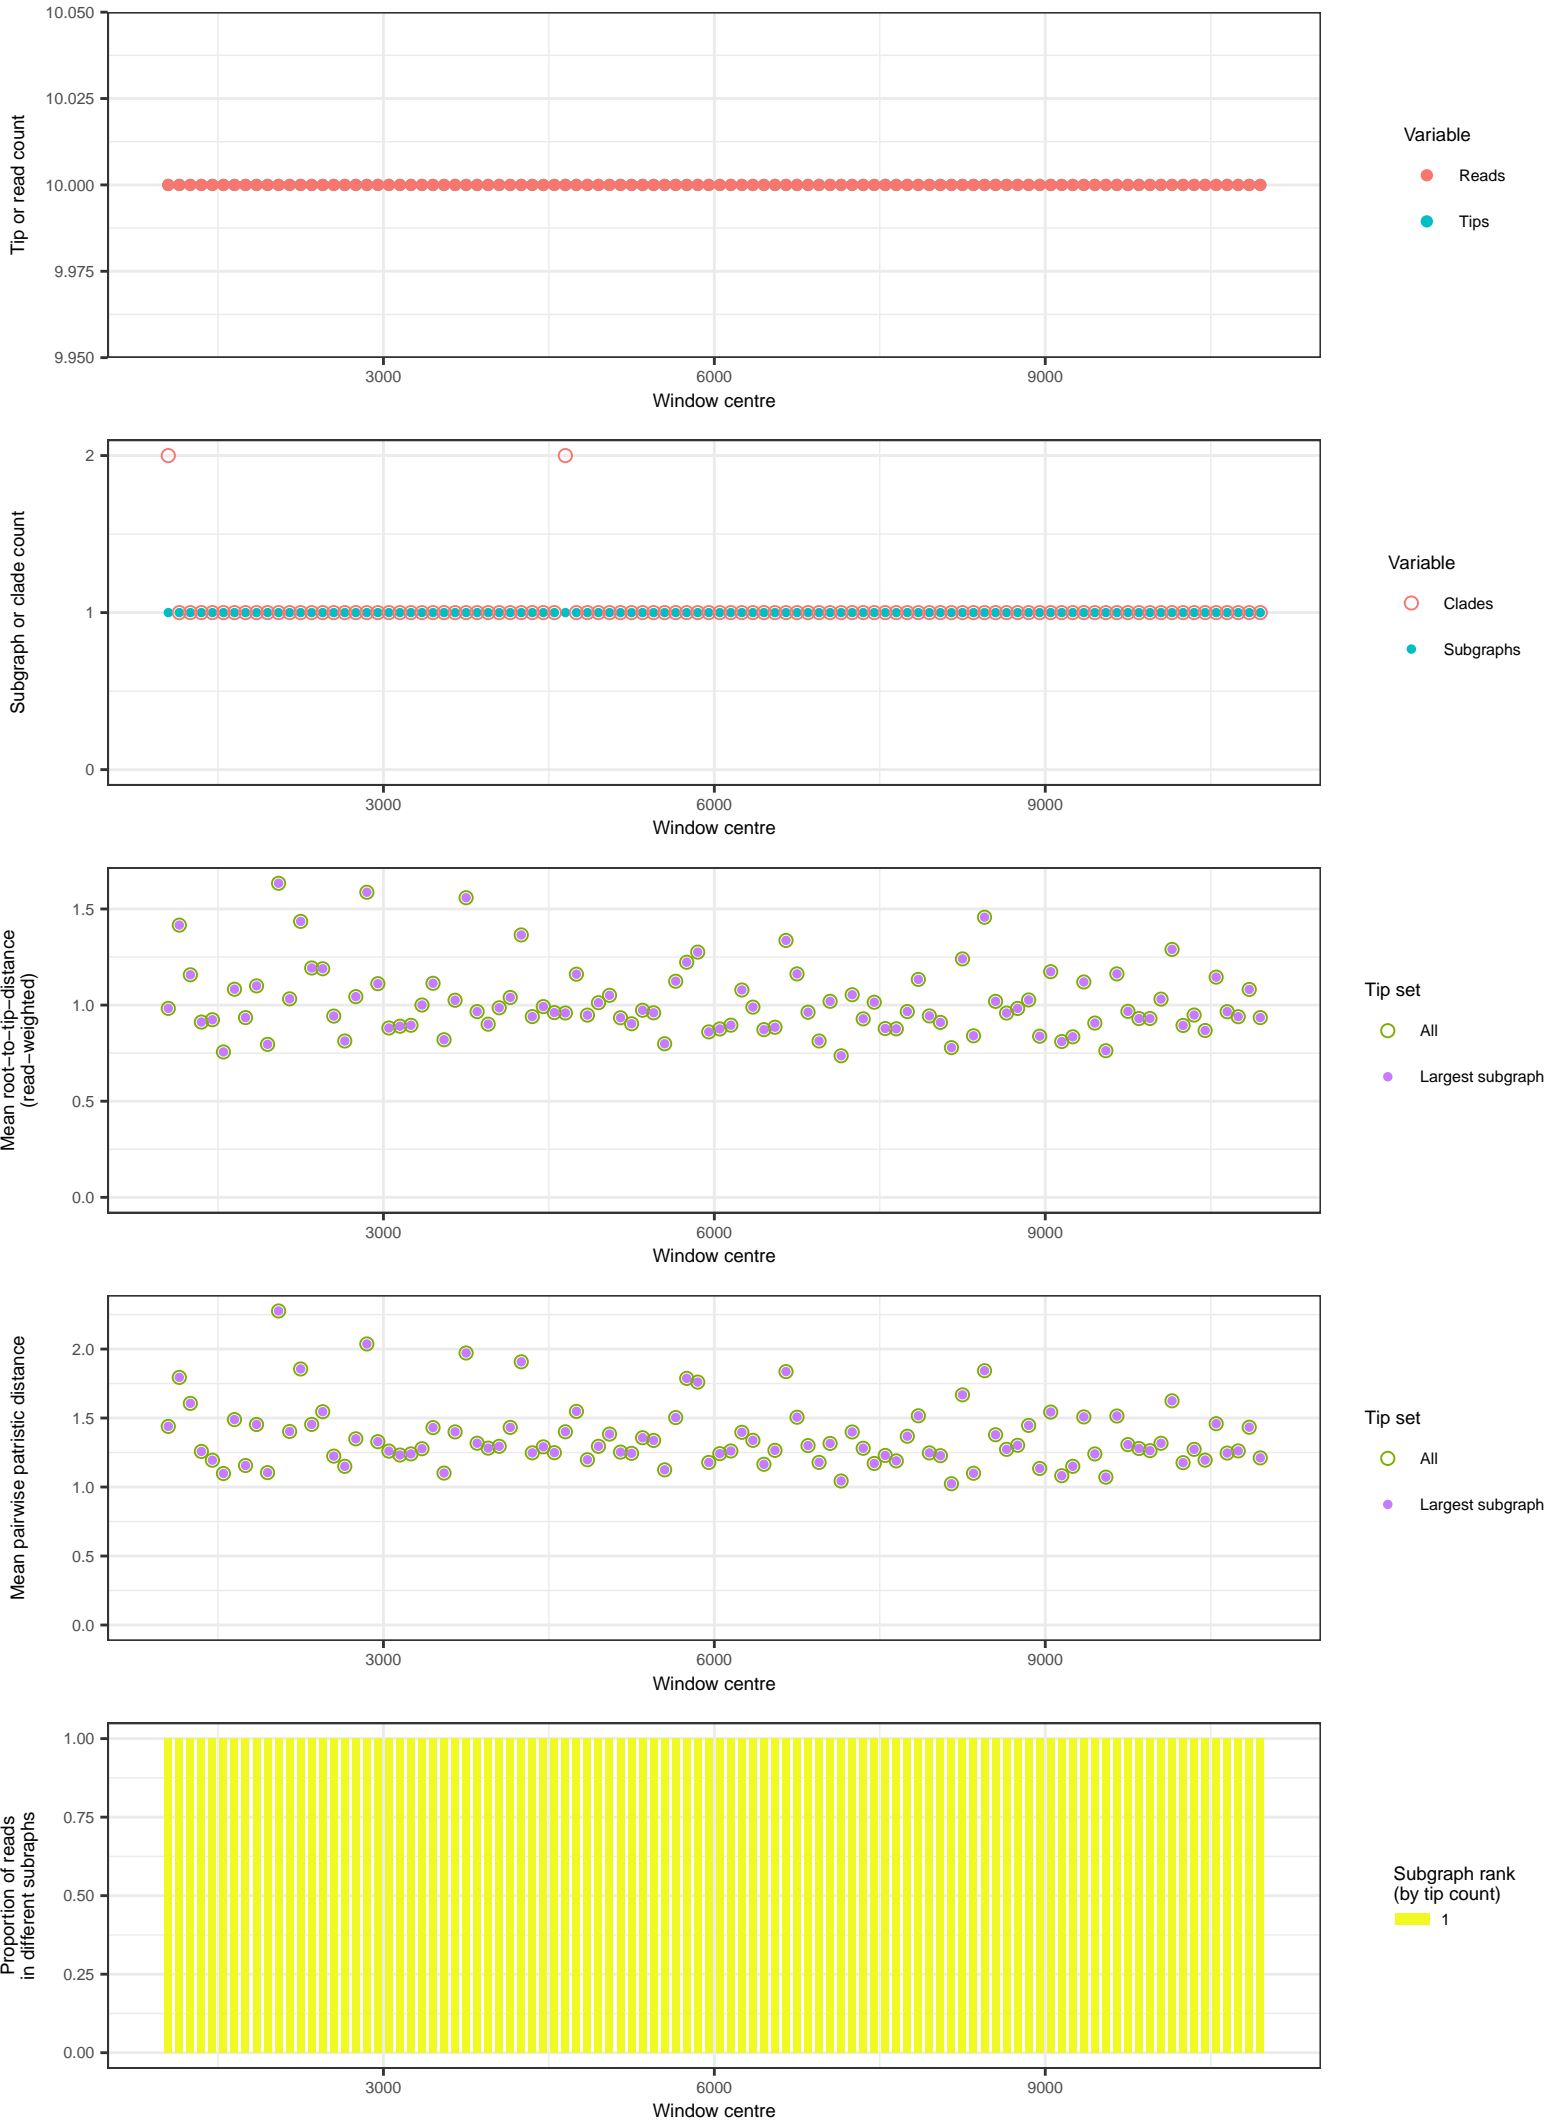 10.050
10.025
10.000
9.975
9.950
Tip or read count
3000
6000
9000
Window centre
Variable
Reads
Tips
2
1
0
Subgraph or clade count
3000
6000
9000
Window centre
Variable
Clades
Subgraphs
1.5
1.0
0.5
0.0
Mean root−to−tip−distance
(read−weighted)
3000
6000
9000
Window centre
Tip set
All
Largest subgraph
2.0
1.5
1.0
0.5
0.0
Mean pairwise patristic distance
3000
6000
9000
Window centre
Tip set
All
Largest subgraph
1.00
0.75
0.50
0.25
0.00
Proportion of reads
in different subraphs
3000
6000
9000
Window centre
Subgraph rank
(by tip count)
1